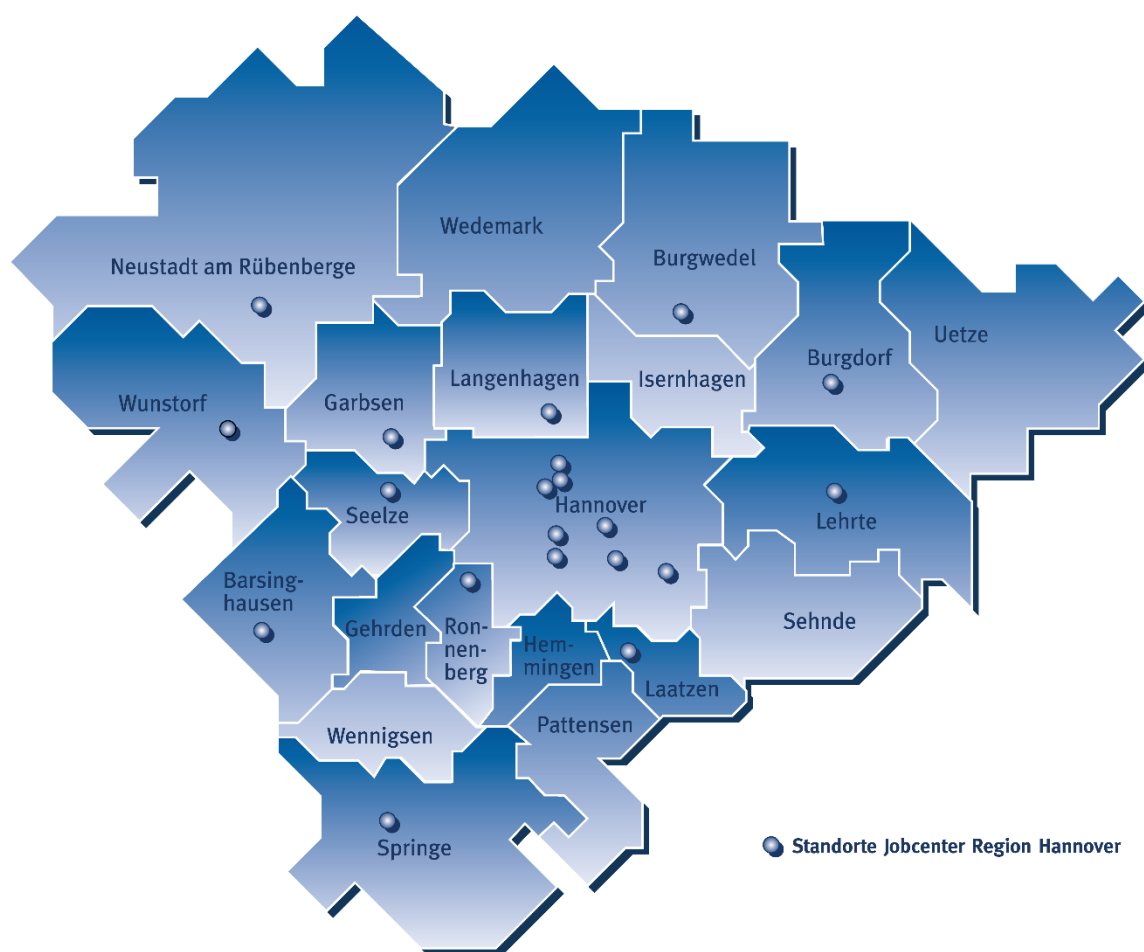 Wedemark
Neustadt am Rübenberge
Burgwedel
Uetze
Burgdorf
Langenhagen
Isernhagen
Wunstorf
Garbsen
Hannover
Seelze
Lehrte
Barsing-
hausen
Gehrden
Ron-
nen-
berg
Hem-
mingen
Sehnde
Laatzen
Pattensen
Wennigsen
Springe
Standorte Jobcenter Region Hannover